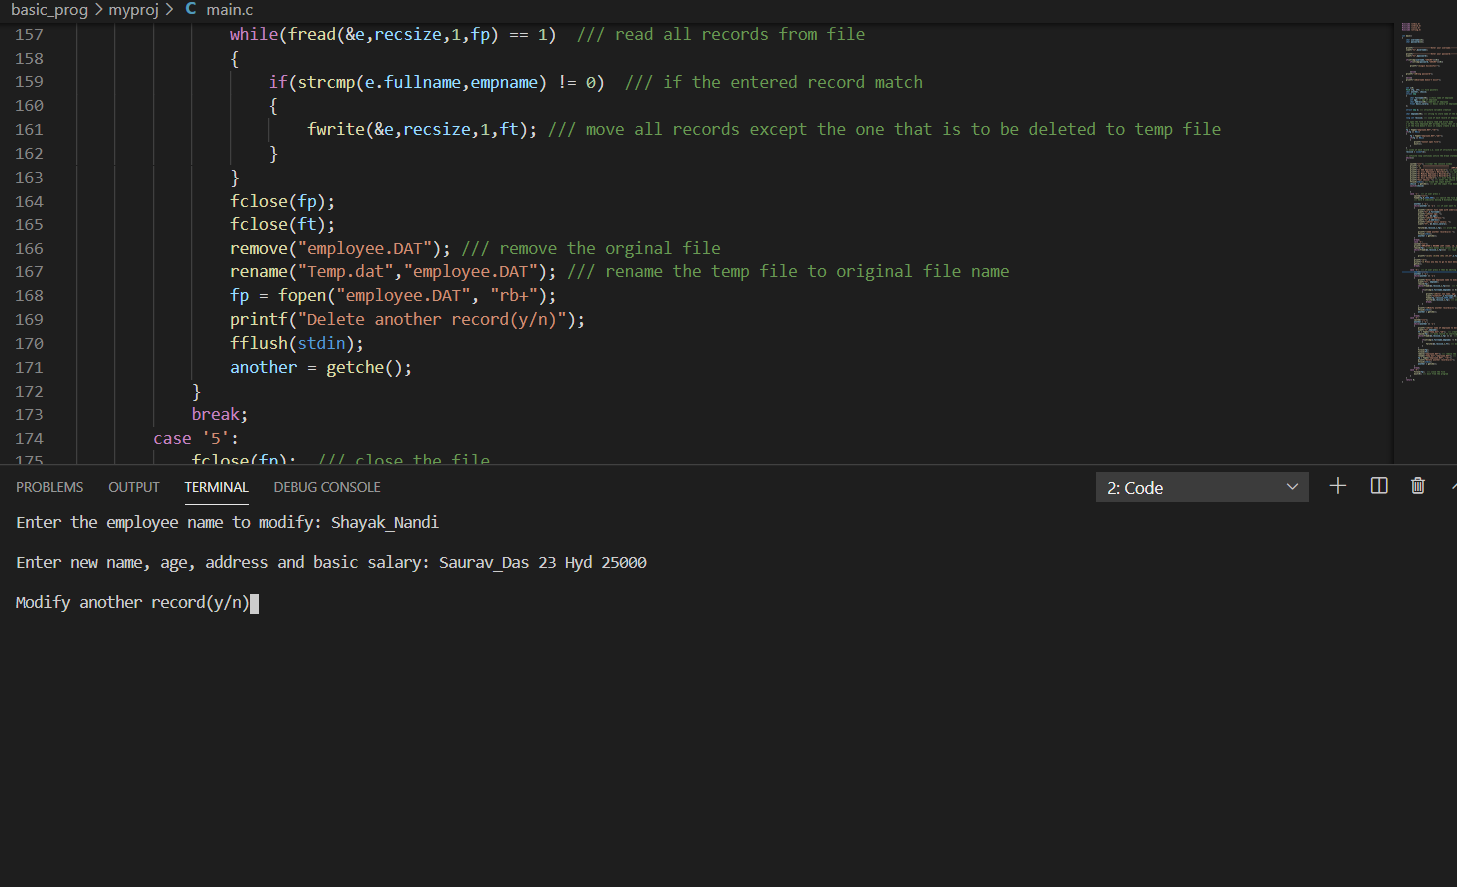 basic_prog > myproj > C main.c
157 while(fread(&e,recsize,1,fp) == 1)  /// read all records from file
158 {
159 if(strcmp(e.fullname,empname) != 0)  /// if the entered record match
160 {
161 fwrite(&e,recsize,1,ft); /// move all records except the one that is to be deleted to temp file
162 }
163 }
164 fclose(fp);
165 fclose(ft);
166 remove("employee.DAT"); /// remove the orginal file
167 rename("Temp.dat","employee.DAT"); /// rename the temp file to original file name
168 fp = fopen("employee.DAT", "rb+");
169 printf("Delete another record(y/n)");
170 fflush(stdin);
171 another = getche();
172 }
173 break;
174 case '5':
175 fclose(fp);  /// close the file
PROBLEMS OUTPUT TERMINAL DEBUG CONSOLE 2: Code
Enter the employee name to modify: Shayak_Nandi
Enter new name, age, address and basic salary: Saurav_Das 23 Hyd 25000
Modify another record(y/n)